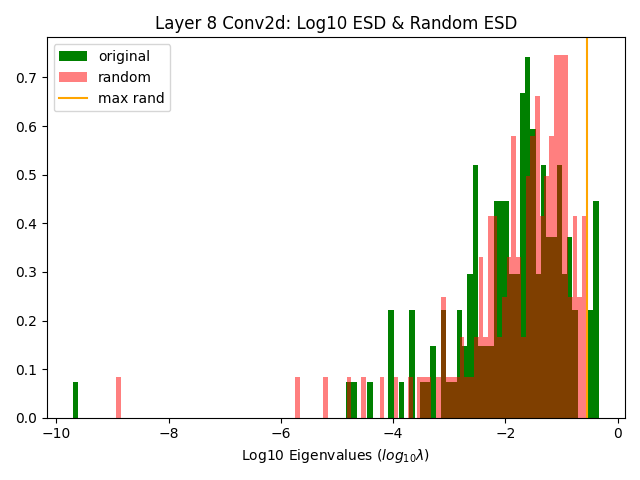 Layer 8 Conv2d: Log10 ESD & Random ESD
original
random
max rand
0.7
0.6
0.5
0.4
0.3
0.2
0.1
0.0
−10
−8
−6
−4
−2
0
Log10 Eigenvalues (log₁₀λ)